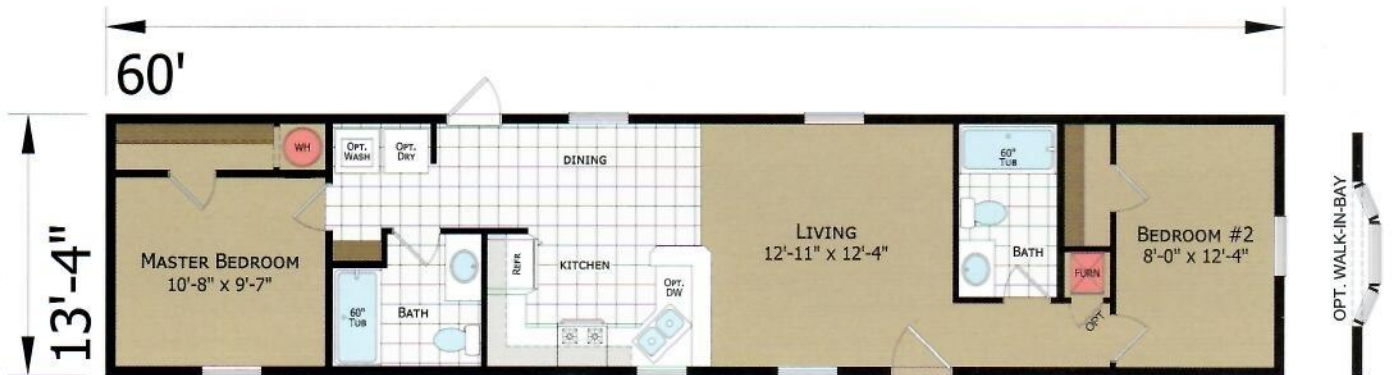 60'
13'-4"
WH
OPT.
WASH
OPT.
DRY
DINING
MASTER BEDROOM
10'-8" x 9'-7"
60"
TUB
BATH
REFR
KITCHEN
OPT.
DW
LIVING
12'-11" x 12'-4"
60"
TUB
BATH
FURN
OPT
BEDROOM #2
8'-0" x 12'-4"
OPT. WALK-IN-BAY